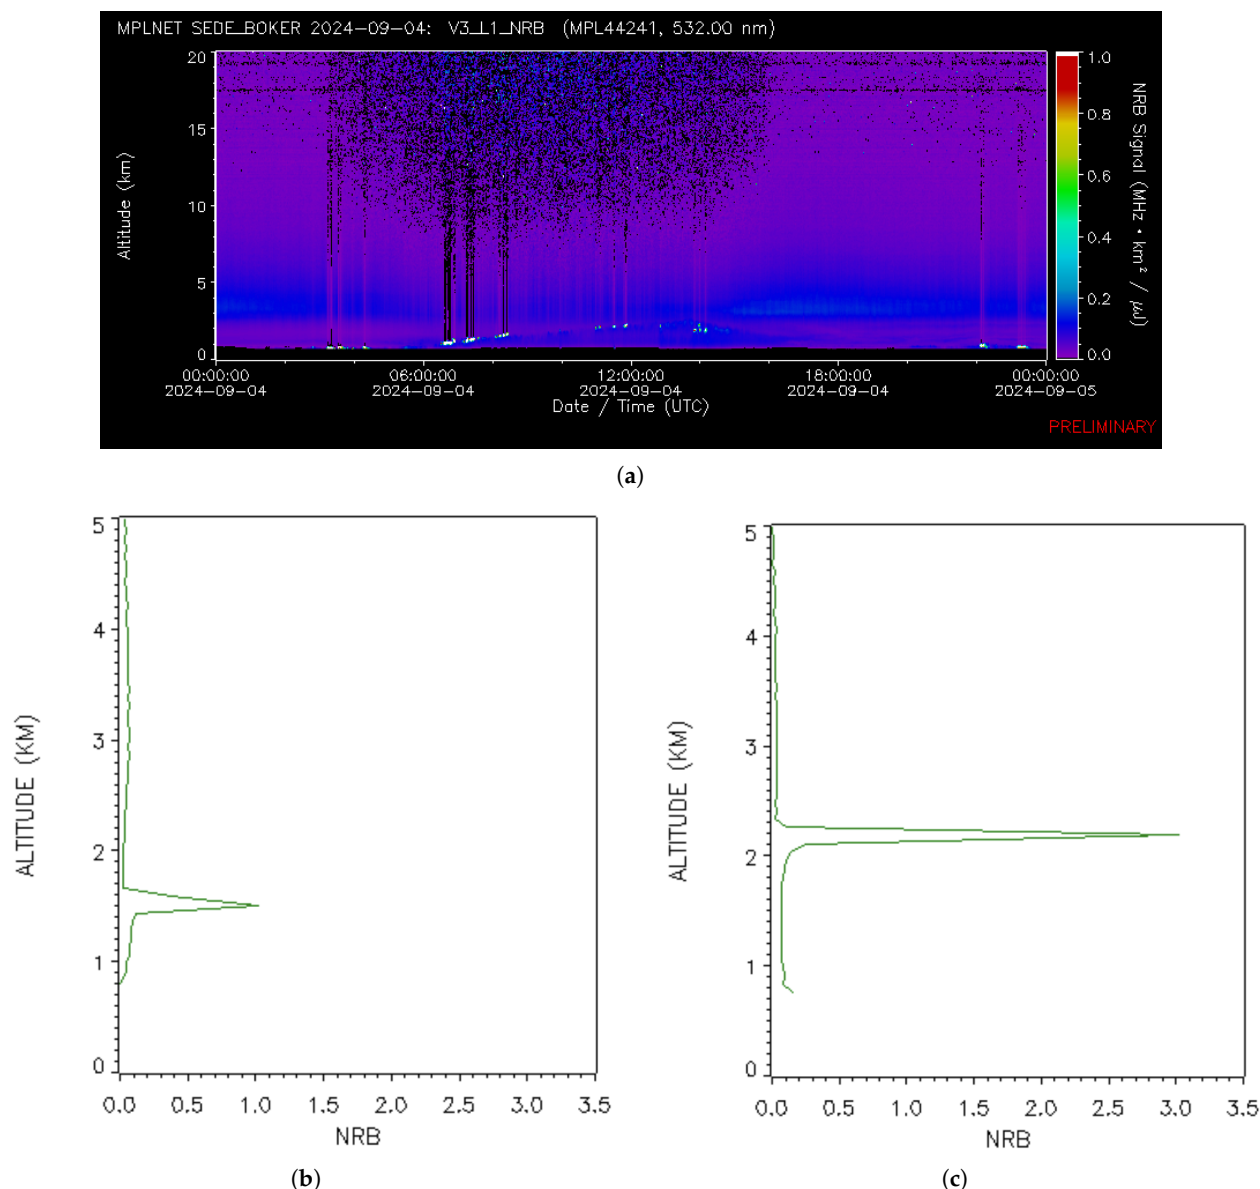 MPLNET SEDE_BOKER 2024-09-04: V3_L1_NRB (MPL44241, 532.00 nm)
20
15
10
5
0
Altitude (km)
00:00:00
2024-09-04
06:00:00
2024-09-04
12:00:00
2024-09-04
18:00:00
2024-09-04
00:00:00
2024-09-05
Date / Time (UTC)
1.0
0.8
0.6
0.4
0.2
0.0
NRB Signal (MHz • km² / µJ)
PRELIMINARY
(a)
5
4
3
2
1
0
ALTITUDE (KM)
0.0 0.5 1.0 1.5 2.0 2.5 3.0 3.5
NRB
(b)
5
4
3
2
1
0
ALTITUDE (KM)
0.0 0.5 1.0 1.5 2.0 2.5 3.0 3.5
NRB
(c)